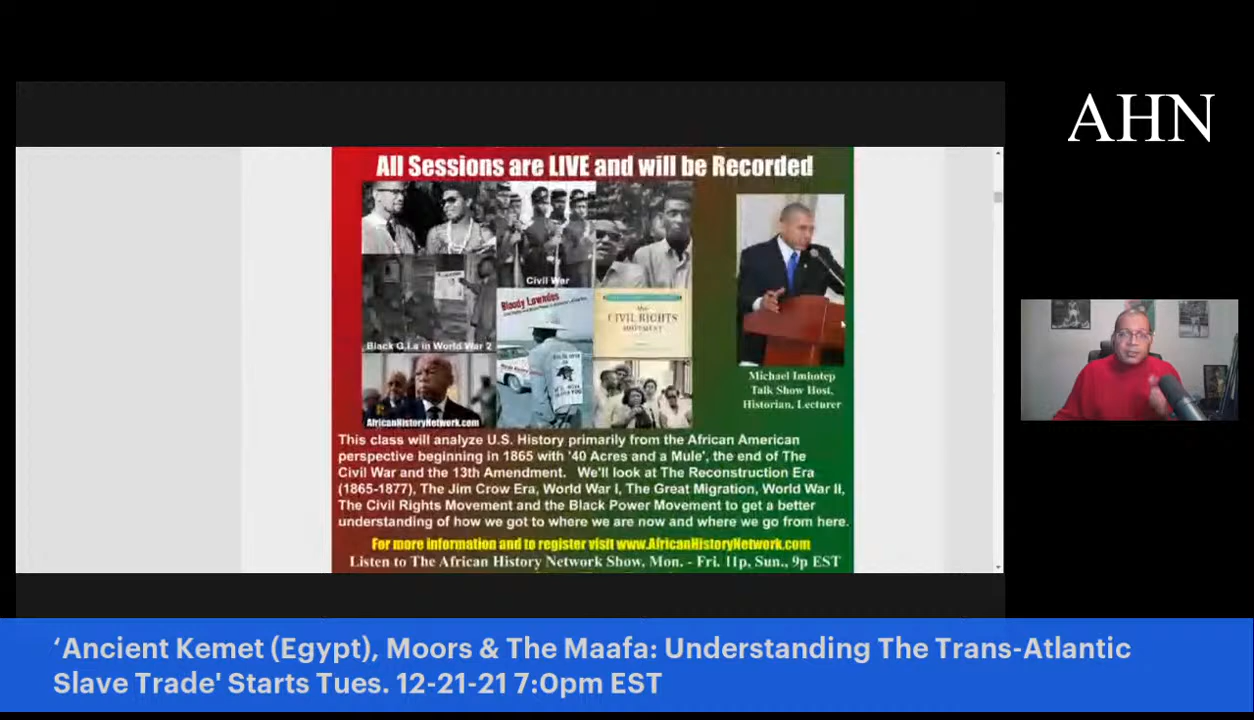 AHN
All Sessions are LIVE and will be Recorded
Civil War
Bloody Lowndes
CIVIL RIGHTS
MOVEMENT
Black G.I.s in World War 2
AfricanHistoryNetwork.com
Michael Imhotep
Talk Show Host,
Historian, Lecturer
This class will analyze U.S. History primarily from the African American
perspective beginning in 1865 with '40 Acres and a Mule', the end of The
Civil War and the 13th Amendment. We'll look at The Reconstruction Era
(1865-1877), The Jim Crow Era, World War I, The Great Migration, World War II,
The Civil Rights Movement and the Black Power Movement to get a better
understanding of how we got to where we are now and where we go from here.
For more information and to register visit www.AfricanHistoryNetwork.com
Listen to The African History Network Show, Mon. - Fri. 11p, Sun., 9p EST
‘Ancient Kemet (Egypt), Moors & The Maafa: Understanding The Trans-Atlantic
Slave Trade' Starts Tues. 12-21-21 7:0pm EST